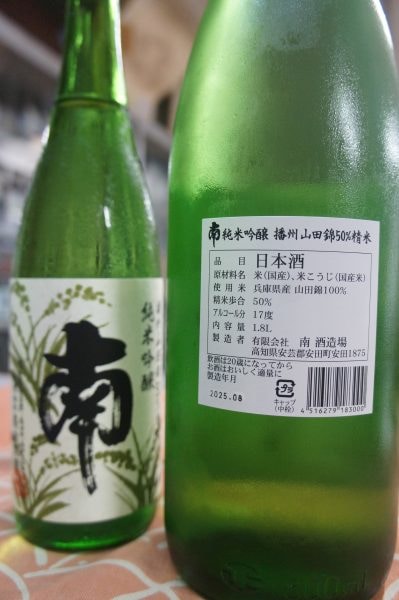 純米吟醸
南
南 純米吟醸 播州山田錦50%精米
品目 日本酒
原材料名 米(国産)、米こうじ(国産米)
使用米 兵庫県産 山田錦100%
精米歩合 50%
アルコール分 17度
内容量 1.8L
製造者 有限会社 南 酒造場
高知県安芸郡安田町安田1875
飲酒は20歳になってから
お酒はおいしく適量に
製造年月
2025.08
プラ
キャップ
(中栓)
4 516279 183000